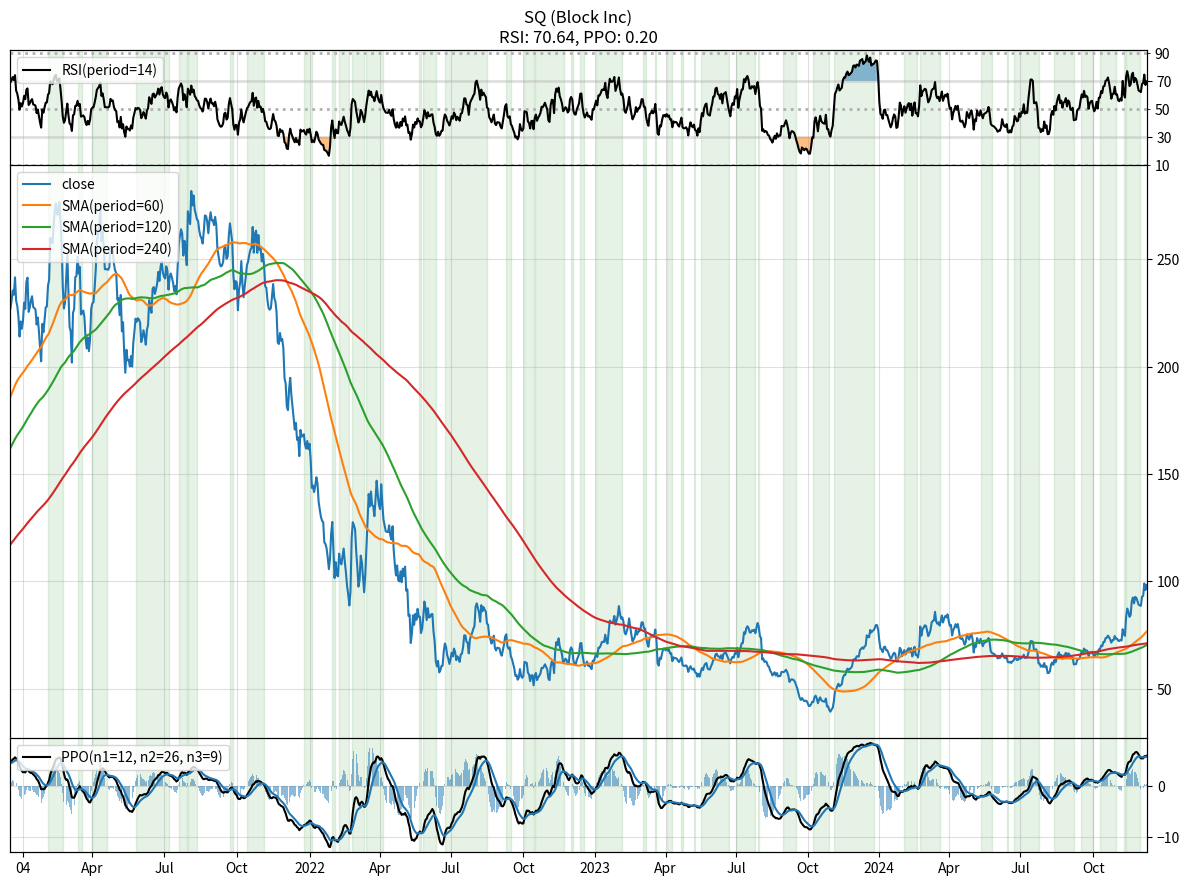 SQ (Block Inc)
RSI: 70.64, PPO: 0.20
RSI(period=14)
90
70
50
30
10
close
SMA(period=60)
SMA(period=120)
SMA(period=240)
250
200
150
100
50
PPO(n1=12, n2=26, n3=9)
0
−10
04 Apr Jul Oct 2022 Apr Jul Oct 2023 Apr Jul Oct 2024 Apr Jul Oct